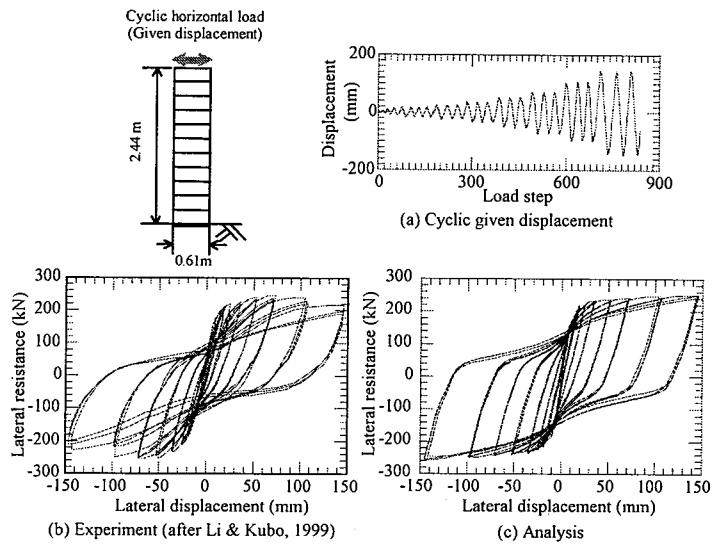 Cyclic horizontal load
(Given displacement)
2.44 m
0.61m
Displacement
(mm)
200
0
-200
0 300 600 900
Load step
(a) Cyclic given displacement
Lateral resistance (kN)
300
200
100
0
-100
-200
-300
-150 -100 -50 0 50 100 150
Lateral displacement (mm)
(b) Experiment (after Li & Kubo, 1999)
Lateral resistance (kN)
300
200
100
0
-100
-200
-300
-150 -100 -50 0 50 100 150
Lateral displacement (mm)
(c) Analysis